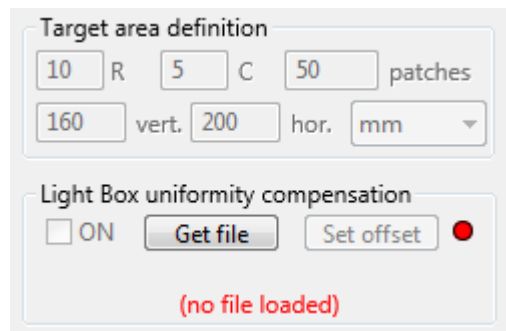 Target area definition
10 R 5 C 50 patches
160 vert. 200 hor. mm
Light Box uniformity compensation
ON Get file Set offset
(no file loaded)